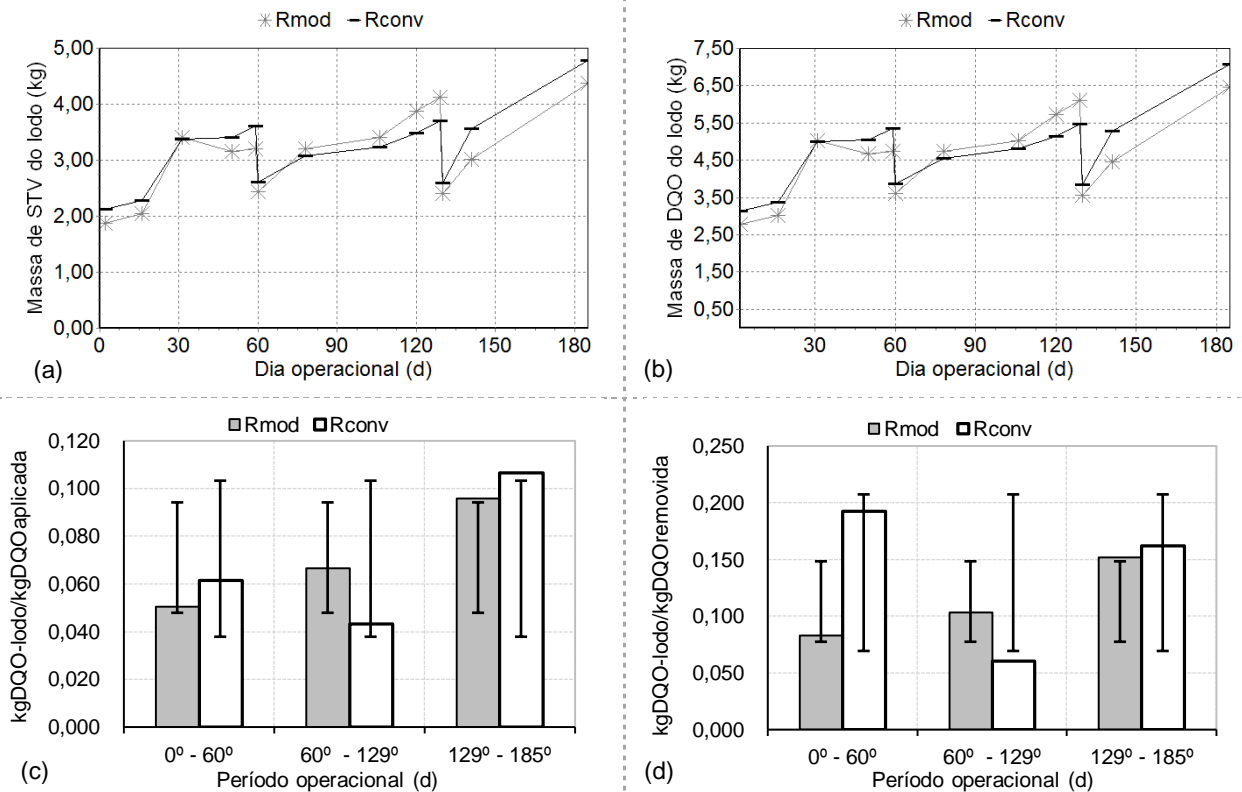 Rmod Rconv
5,00
4,00
3,00
2,00
1,00
0,00
Massa de STV do lodo (kg)
0 30 60 90 120 150 180
Dia operacional (d)
(a)
Rmod Rconv
7,50
6,50
5,50
4,50
3,50
2,50
1,50
0,50
Massa de DQO do lodo (kg)
30 60 90 120 150 180
Dia operacional (d)
(b)
Rmod Rconv
0,120
0,100
0,080
0,060
0,040
0,020
0,000
kgDQO-lodo/kgDQOaplicada
0º - 60º 60º - 129º 129º - 185º
Período operacional (d)
(c)
Rmod Rconv
0,250
0,200
0,150
0,100
0,050
0,000
kgDQO-lodo/kgDQOremovida
0º - 60º 60º - 129º 129º - 185º
Período operacional (d)
(d)